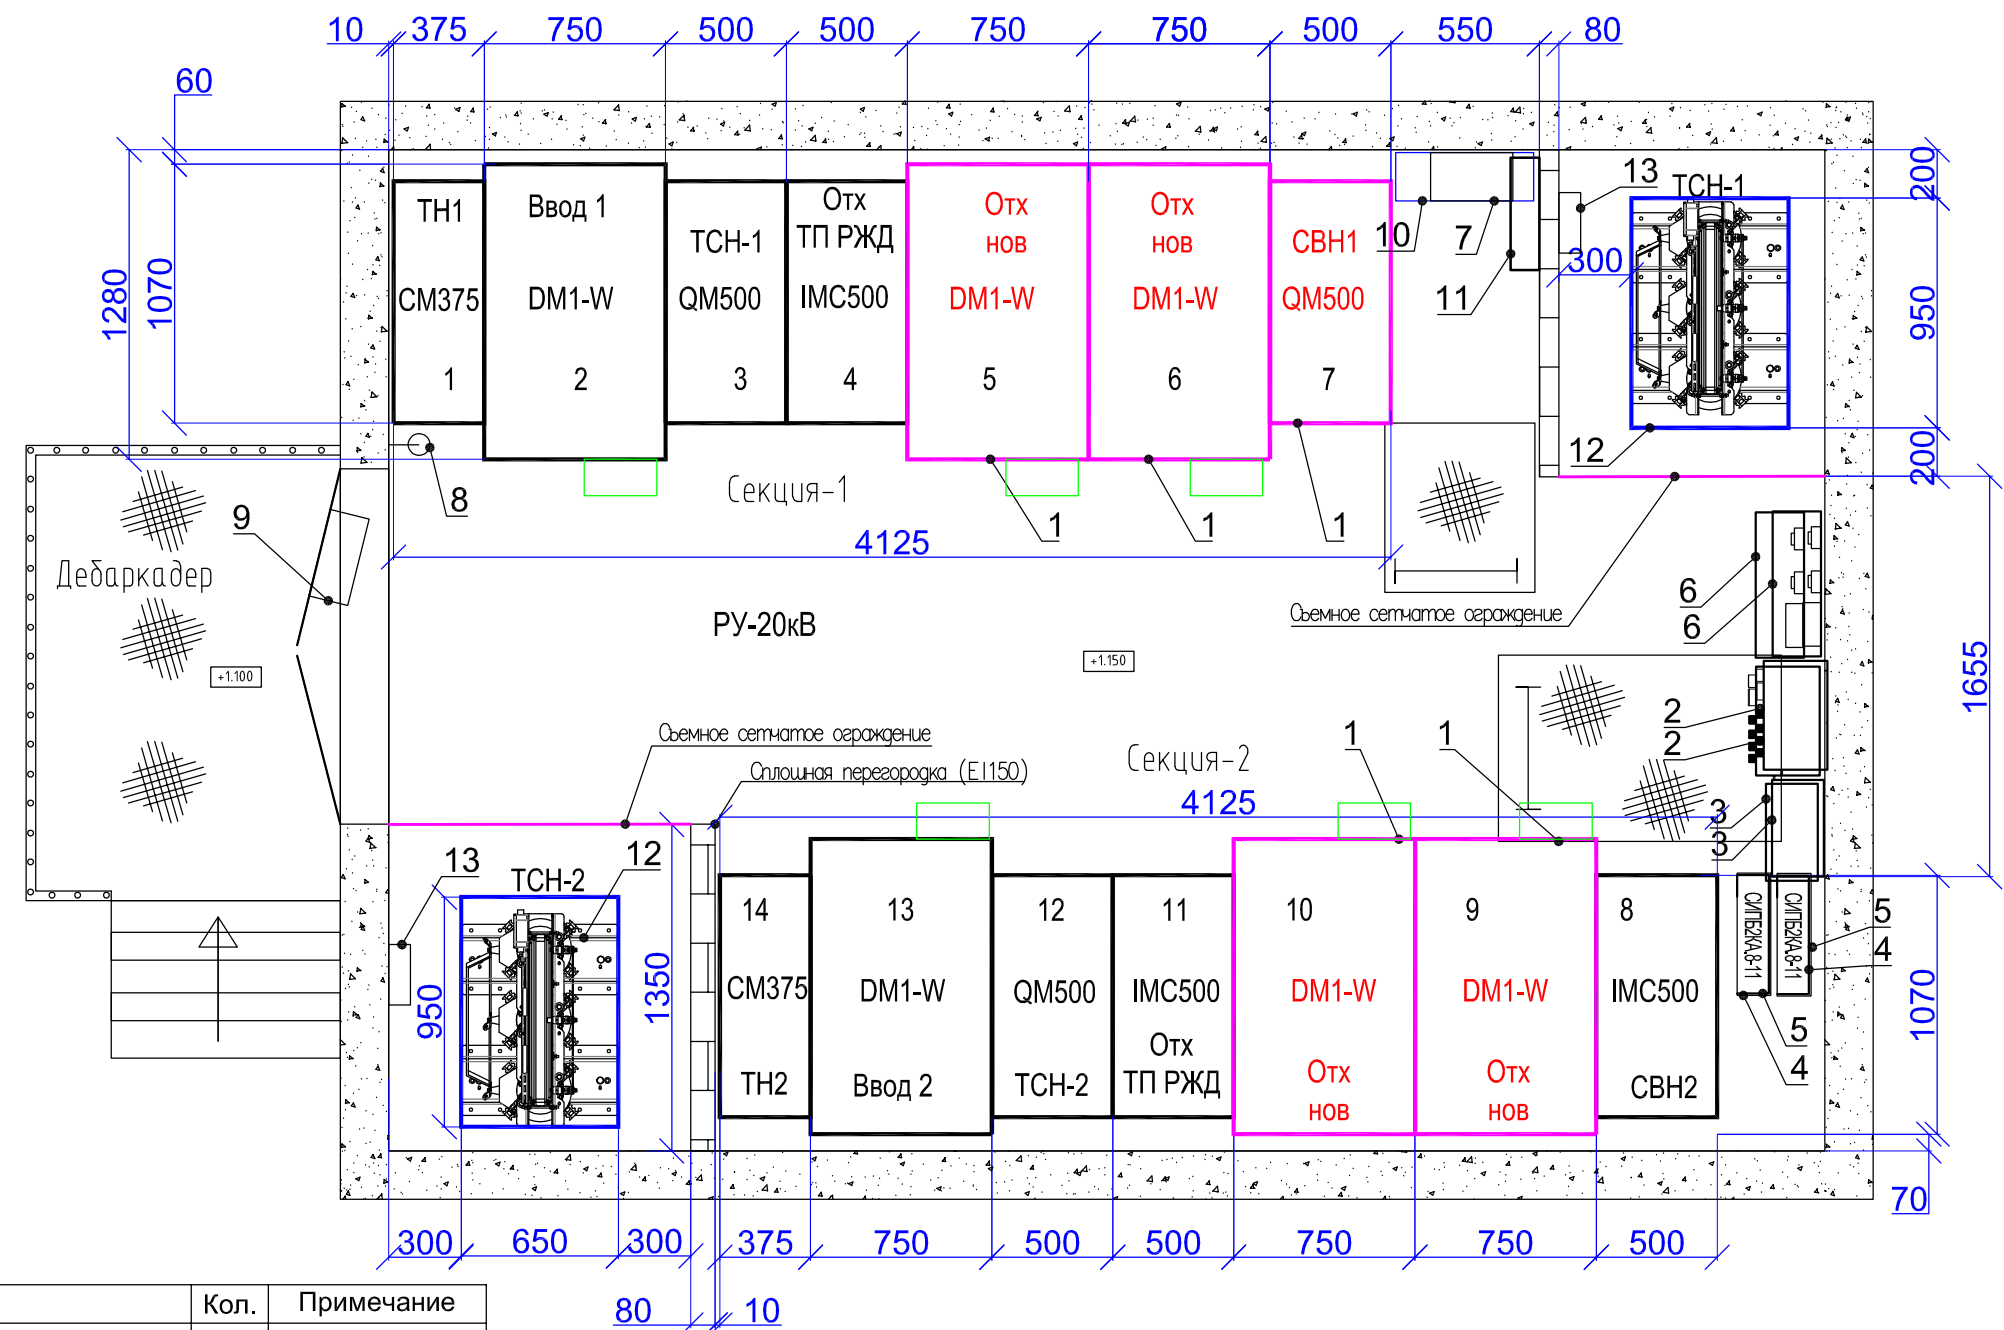 10 375 750 500 500 750 750 500 550 80
60
1280
1070
ТН1
СМ375
1
Ввод 1
DM1-W
2
ТСН-1
QM500
3
Отх
ТП РЖД
IMC500
4
Отх
нов
DM1-W
5
Отх
нов
DM1-W
6
СВН1
QM500
7
10
7
11
13
ТСН-1
300
12
200
950
200
8
9
Секция-1
1
1
1
4125
Дебаркадер
+1.100
РУ-20кВ
+1.150
Съемное сетчатое ограждение
6
6
1655
2
2
3
3
Съемное сетчатое ограждение
Сплошная перегородка (EI150)
Секция-2
1
1
4125
13
ТСН-2
12
950
1350
14
СМ375
ТН2
13
DM1-W
Ввод 2
12
QM500
ТСН-2
11
IMC500
Отх
ТП РЖД
10
DM1-W
Отх
нов
9
DM1-W
Отх
нов
8
IMC500
СВН2
СИПБ2КА.8-11
СИПБ2КА.8-11
5
4
5
4
1070
70
300 650 300 375 750 500 500 750 750 500
80 10
Кол. Примечание